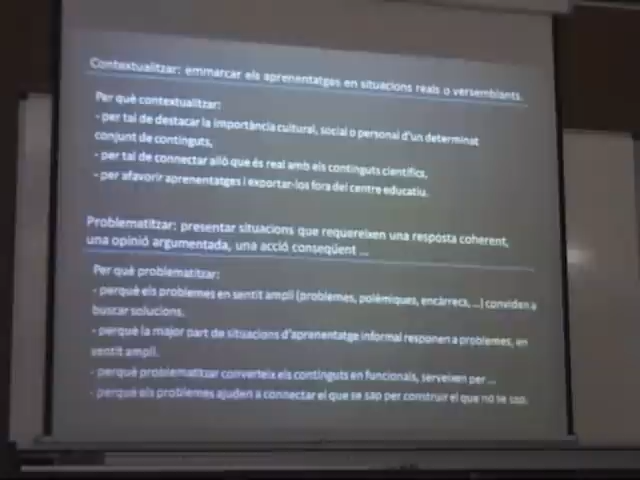 Contextualitzar: emmarcar els aprenentatges en situacions reals o versemblants.
Per què contextualitzar:
- per tal de destacar la importància cultural, social o personal d'un determinat
conjunt de continguts,
- per tal de connectar allò que és real amb els continguts científics,
- per afavorir aprenentatges i exportar-los fora del centre educatiu.
Problematitzar: presentar situacions que requereixen una resposta coherent,
una opinió argumentada, una acció conseqüent ...
Per què problematitzar:
- perquè els problemes en sentit ampli (problemes, polèmiques, encàrrecs, ...) conviden a
buscar solucions.
- perquè la major part de situacions d'aprenentatge informal responen a problemes, en
sentit ampli.
- perquè problematitzar converteix els continguts en funcionals, serveixen per ...
- perquè els problemes ajuden a connectar el que se sap per construir el que no se sap.